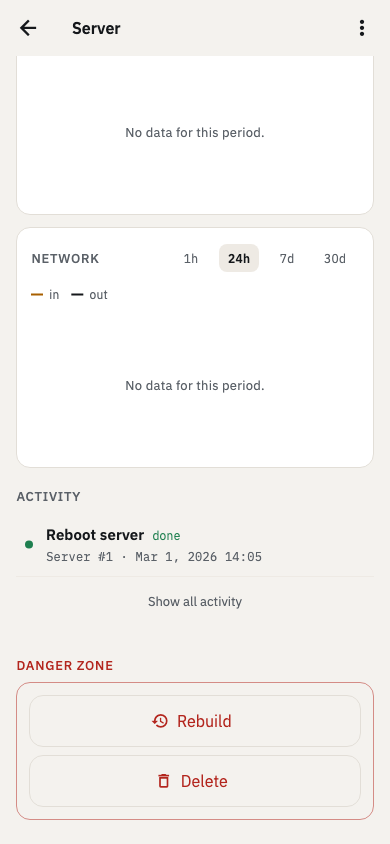 Server
No data for this period.
NETWORK 1h 24h 7d 30d
in out
No data for this period.
ACTIVITY
Reboot server done
Server #1 · Mar 1, 2026 14:05
Show all activity
DANGER ZONE
Rebuild
Delete